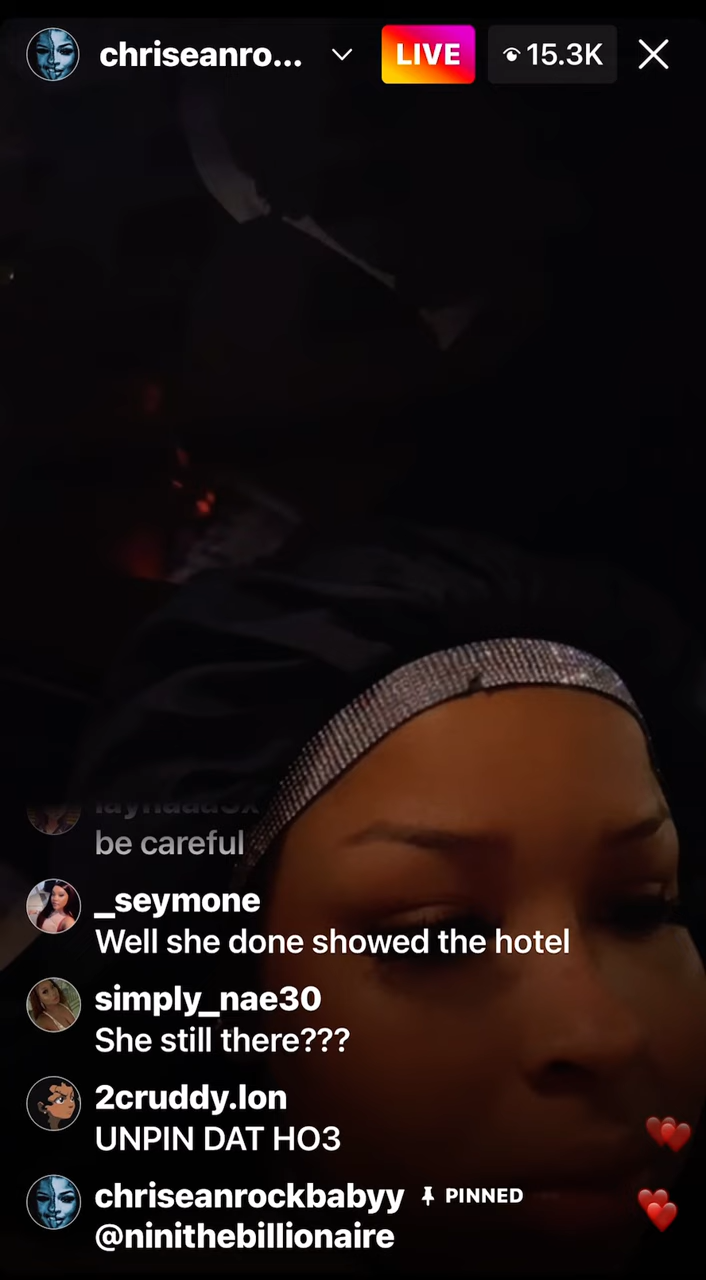 chriseanro...
LIVE
15.3K
be careful
_seymone
Well she done showed the hotel
simply_nae30
She still there???
2cruddy.lon
UNPIN DAT HO3
chriseanrockbabyy PINNED
@ninithebillionaire